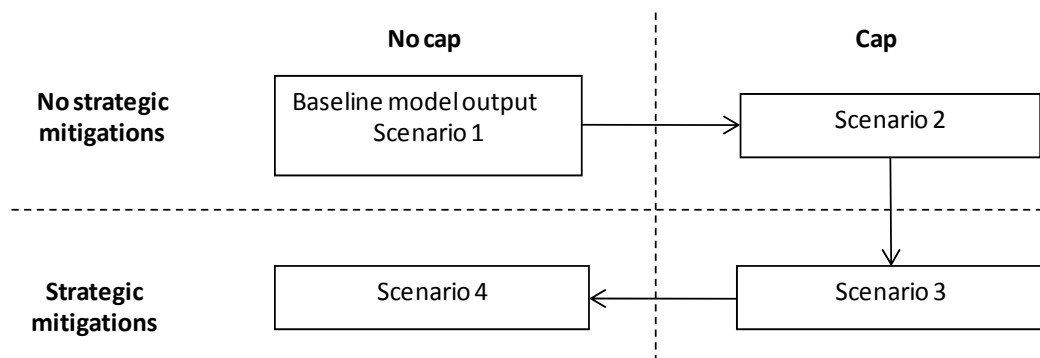 No cap
Cap
No strategic
mitigations
Baseline model output
Scenario 1
Scenario 2
Strategic
mitigations
Scenario 4
Scenario 3